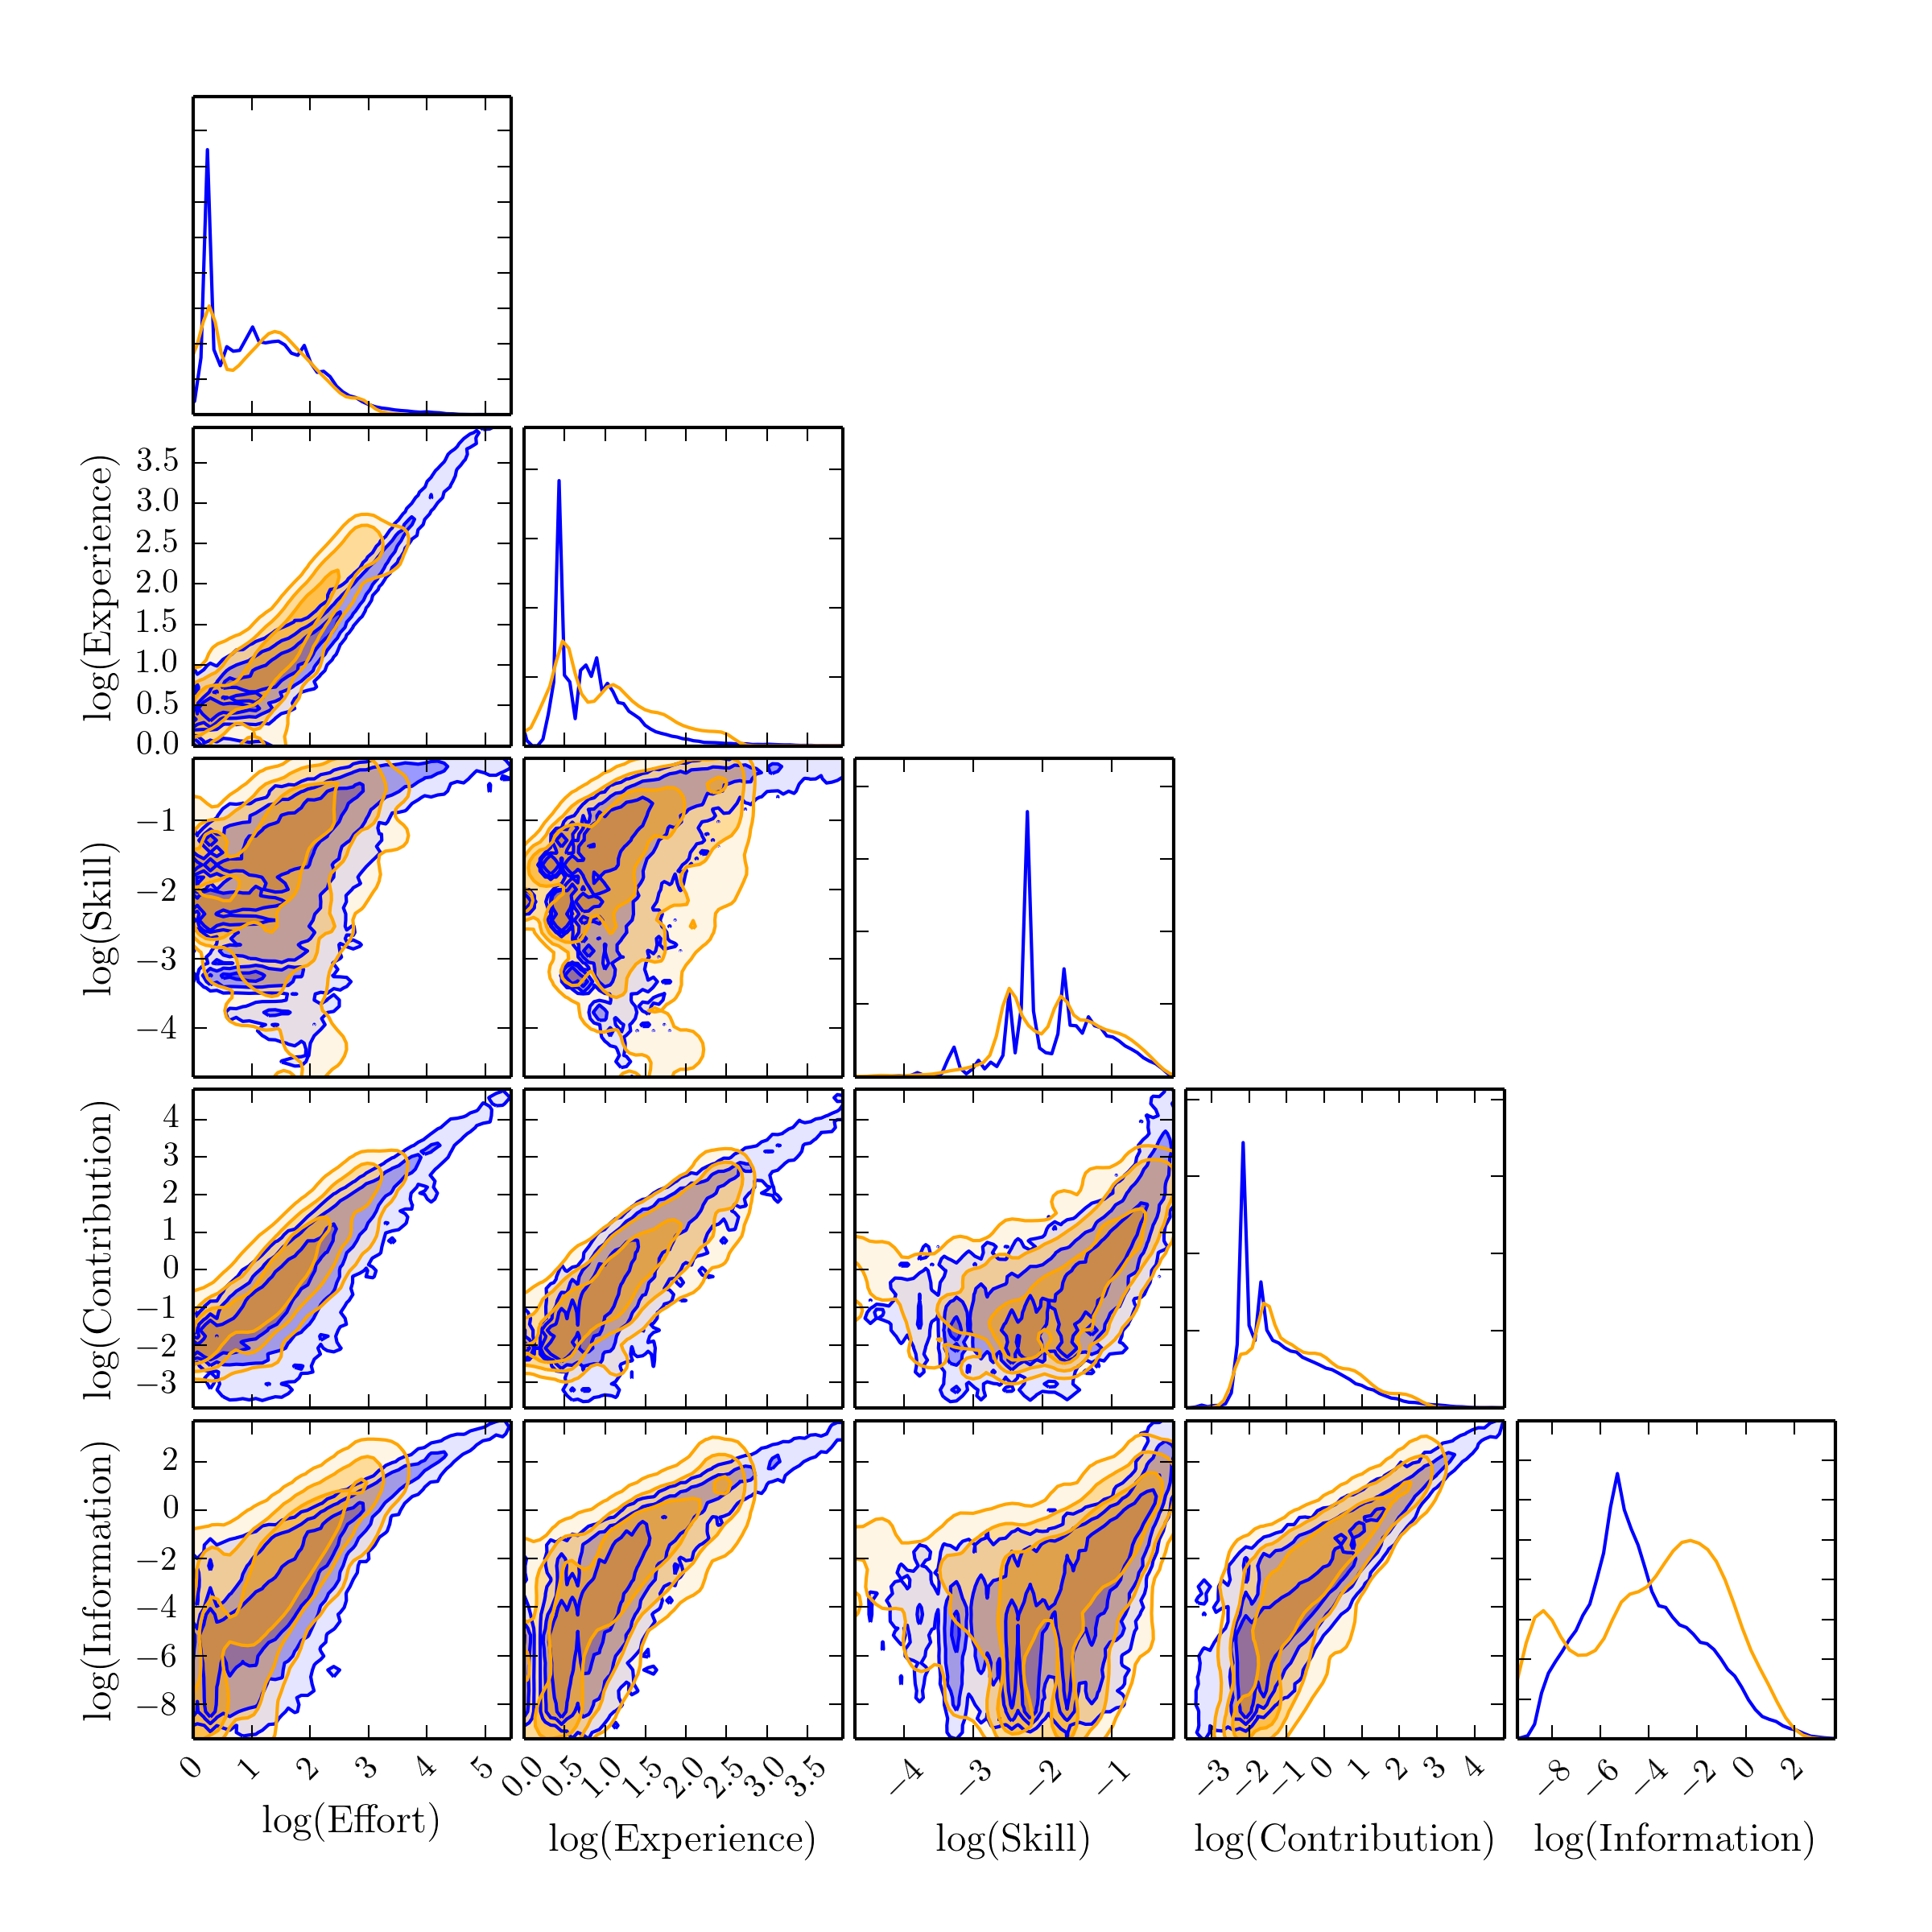 log(Experience)
3.5
3.0
2.5
2.0
1.5
1.0
0.5
0.0
log(Skill)
−1
−2
−3
−4
log(Contribution)
4
3
2
1
0
−1
−2
−3
log(Information)
2
0
−2
−4
−6
−8
0 1 2 3 4 5
0.0 0.5 1.0 1.5 2.0 2.5 3.0 3.5
−4 −3 −2 −1
−3 −2 −1 0 1 2 3 4
−8 −6 −4 −2 0 2
log(Effort)
log(Experience)
log(Skill)
log(Contribution)
log(Information)